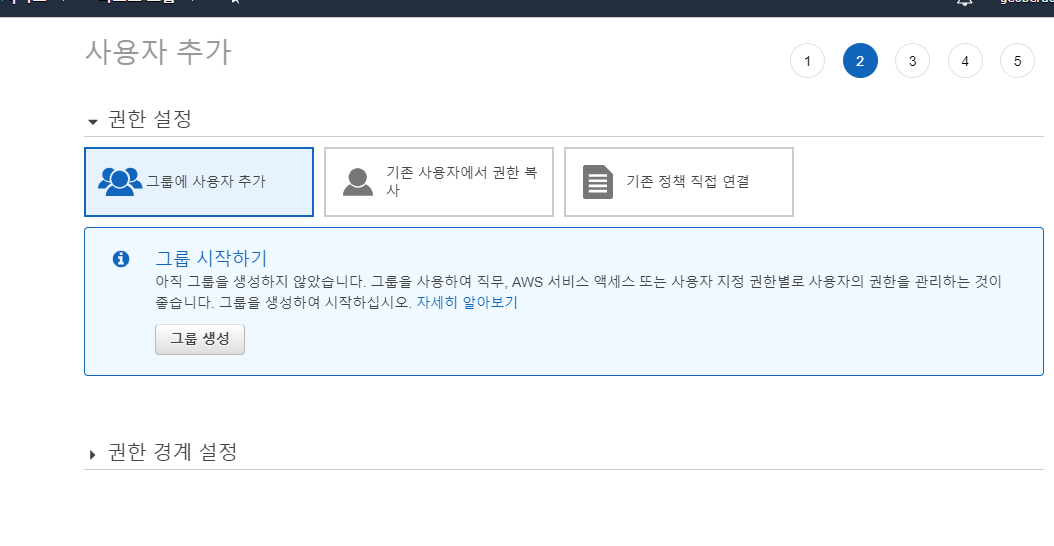 사용자 추가
1 2 3 4 5
권한 설정
그룹에 사용자 추가
기존 사용자에서 권한 복
사
기존 정책 직접 연결
그룹 시작하기
아직 그룹을 생성하지 않았습니다. 그룹을 사용하여 직무, AWS 서비스 액세스 또는 사용자 지정 권한별로 사용자의 권한을 관리하는 것이
좋습니다. 그룹을 생성하여 시작하십시오. 자세히 알아보기
그룹 생성
권한 경계 설정